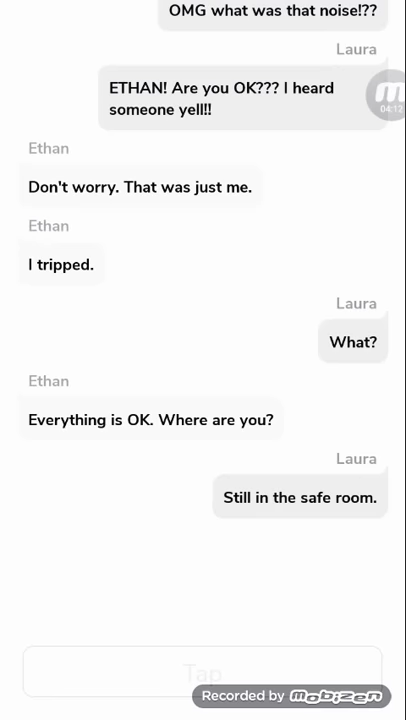 OMG what was that noise!??
Laura
ETHAN! Are you OK??? I heard
someone yell!!
04:12
Ethan
Don't worry. That was just me.
Ethan
I tripped.
Laura
What?
Ethan
Everything is OK. Where are you?
Laura
Still in the safe room.
Tap
Recorded by mobizen